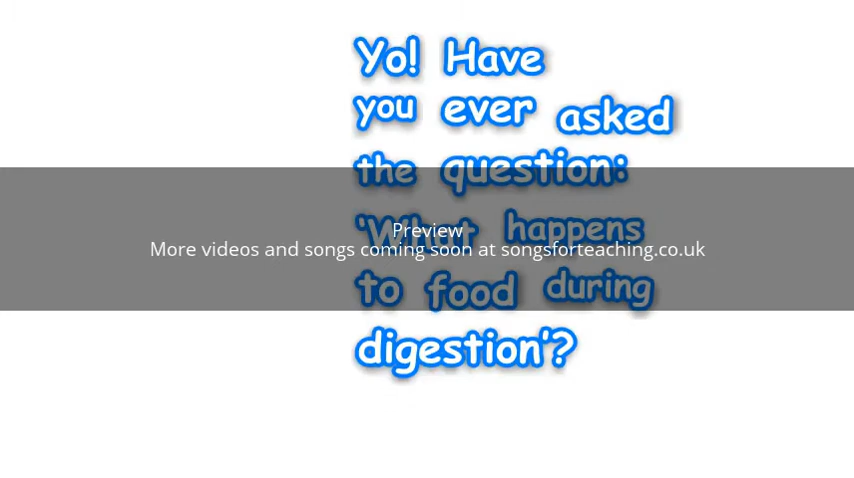 Yo! Have
you ever asked
the question:
'What happens
to food during
digestion'?
Preview
More videos and songs coming soon at songsforteaching.co.uk